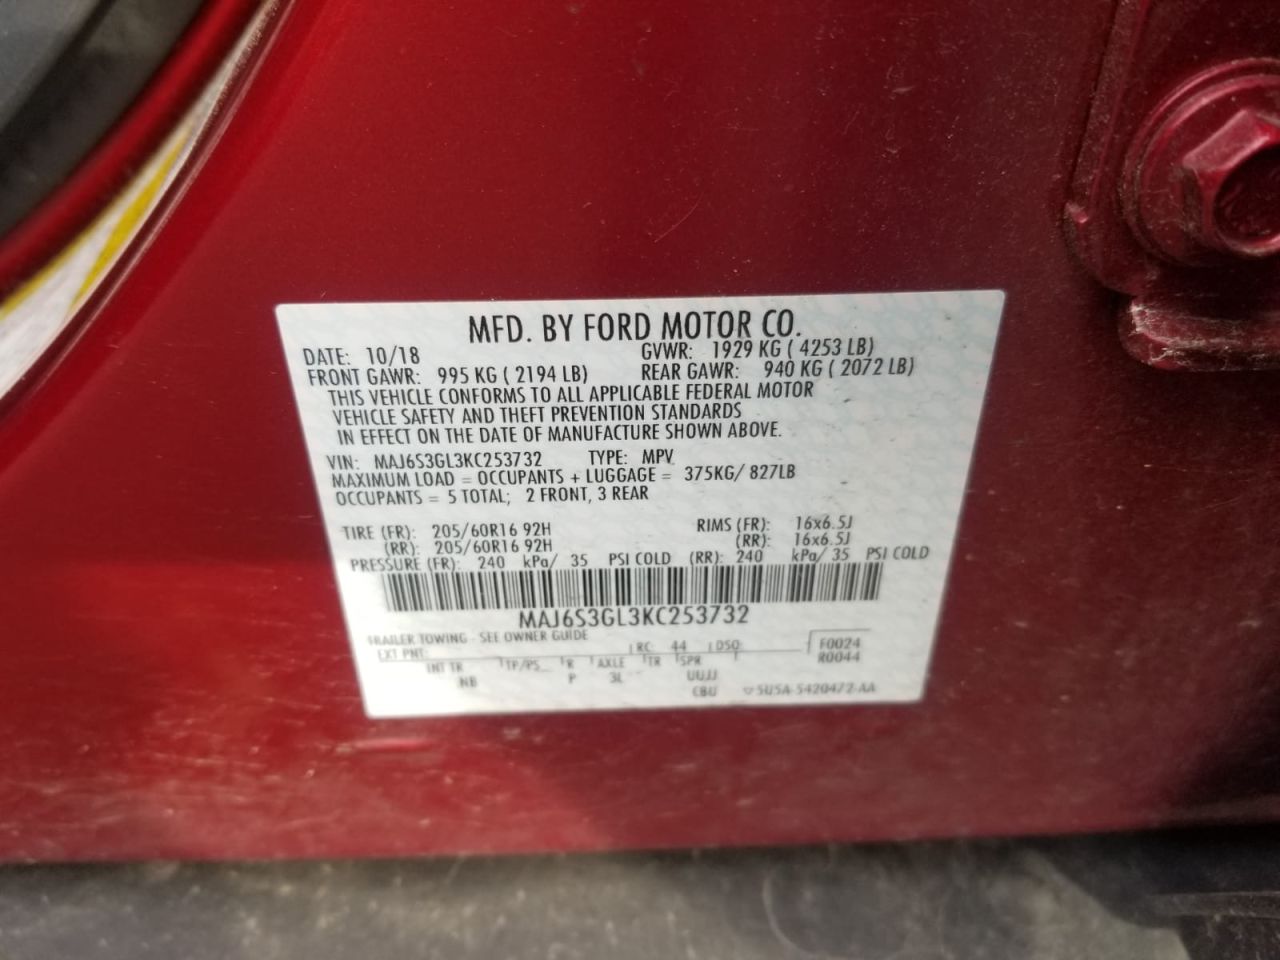 MFD. BY FORD MOTOR CO.
DATE: 10/18 GVWR: 1929 KG ( 4253 LB)
FRONT GAWR: 995 KG ( 2194 LB) REAR GAWR: 940 KG ( 2072 LB)
THIS VEHICLE CONFORMS TO ALL APPLICABLE FEDERAL MOTOR
VEHICLE SAFETY AND THEFT PREVENTION STANDARDS
IN EFFECT ON THE DATE OF MANUFACTURE SHOWN ABOVE.
VIN: MAJ6S3GL3KC253732 TYPE: MPV
MAXIMUM LOAD = OCCUPANTS + LUGGAGE = 375KG/ 827LB
OCCUPANTS = 5 TOTAL; 2 FRONT, 3 REAR
TIRE (FR): 205/60R16 92H RIMS (FR): 16x6.5J
(RR): 205/60R16 92H (RR): 16x6.5J
PRESSURE (FR): 240 kPa/ 35 PSI COLD (RR): 240 kPa/ 35 PSI COLD
MAJ6S3GL3KC253732
TRAILER TOWING - SEE OWNER GUIDE
EXT PNT: RC: 44 DSO: F0024
R0044
INT TR TP/PS R AXLE TR SPR
NB P 3L UUJJ
CBU 5U5A-5420472-AA